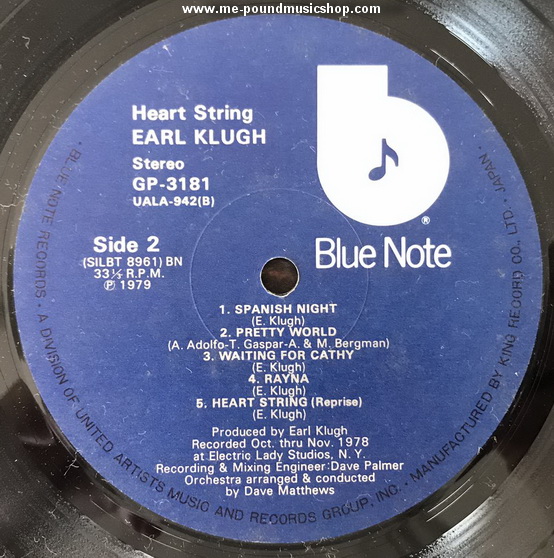 www.me-poundmusicshop.com
b
®
Blue Note
Heart String
EARL KLUGH
Stereo
GP-3181
UALA-942(B)
Side 2
(SILBT 8961) BN
33⅓ R.P.M.
Ⓟ 1979
1. SPANISH NIGHT
(E. Klugh)
2. PRETTY WORLD
(A. Adolfo-T. Gaspar-A. & M. Bergman)
3. WAITING FOR CATHY
(E. Klugh)
4. RAYNA
(E. Klugh)
5. HEART STRING (Reprise)
(E. Klugh)
Produced by Earl Klugh
Recorded Oct. thru Nov. 1978
at Electric Lady Studios, N. Y.
Recording & Mixing Engineer: Dave Palmer
Orchestra arranged & conducted
by Dave Matthews
• BLUE NOTE RECORDS • A DIVISION OF UNITED ARTISTS MUSIC AND RECORDS GROUP, INC. • MANUFACTURED BY KING RECORD CO., LTD. • JAPAN •